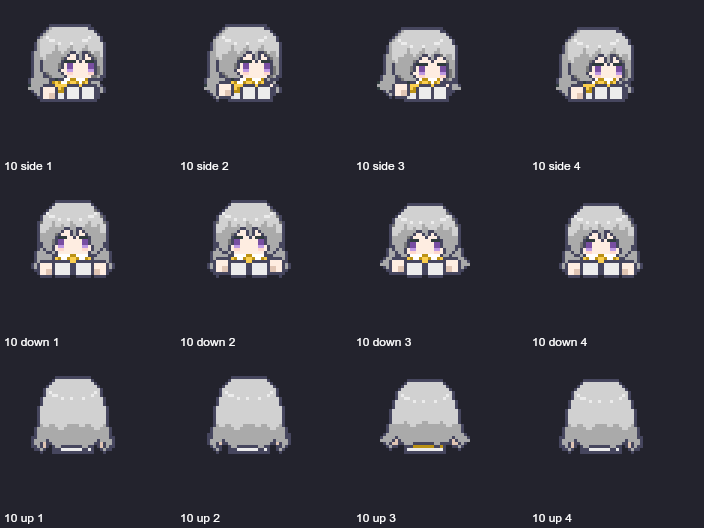 10 side 1
10 side 2
10 side 3
10 side 4
10 down 1
10 down 2
10 down 3
10 down 4
10 up 1
10 up 2
10 up 3
10 up 4